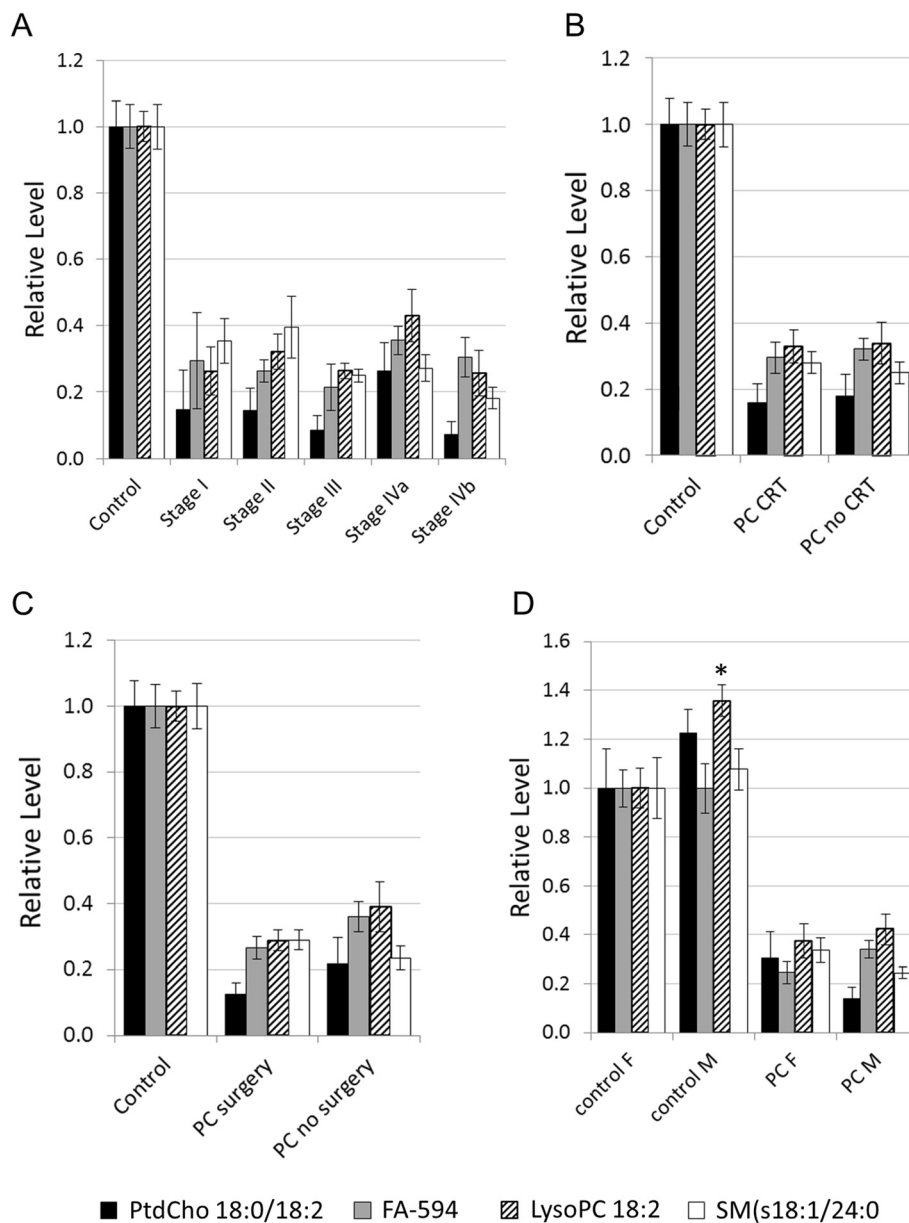 A
B
Relative Level
1.2
1.0
0.8
0.6
0.4
0.2
0.0
Control
Stage I
Stage II
Stage III
Stage IVa
Stage IVb
Relative Level
1.2
1.0
0.8
0.6
0.4
0.2
0.0
Control
PC CRT
PC no CRT
C
D
Relative Level
1.2
1.0
0.8
0.6
0.4
0.2
0.0
Control
PC surgery
PC no surgery
Relative Level
1.6
1.4
1.2
1.0
0.8
0.6
0.4
0.2
0.0
*
control F
control M
PC F
PC M
PtdCho 18:0/18:2 FA-594 LysoPC 18:2 SM(s18:1/24:0